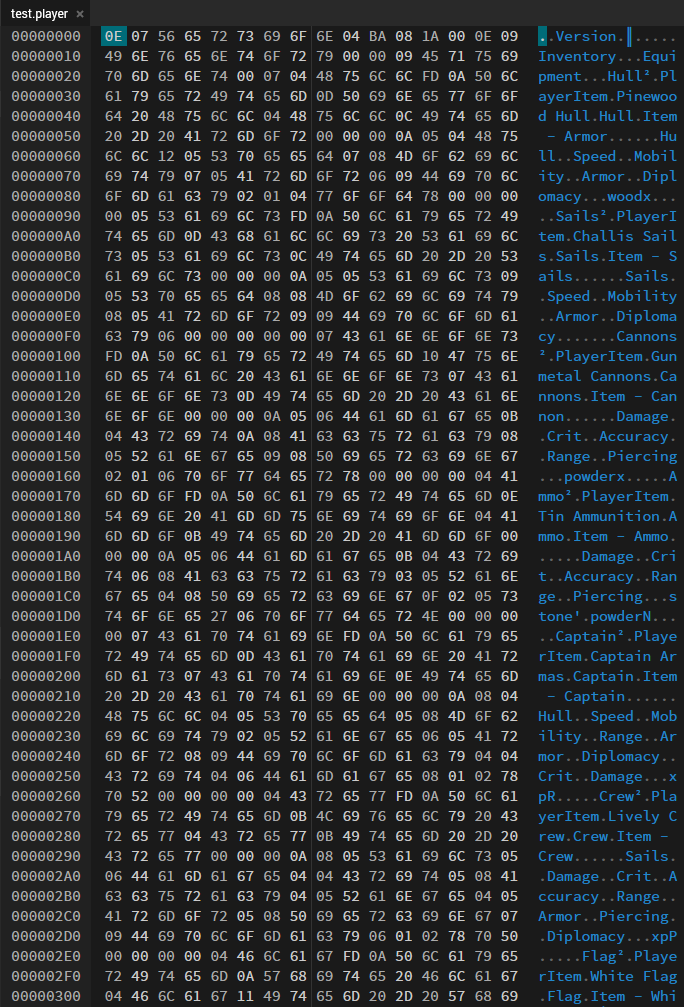 test.player ×
00000000 0E 07 56 65 72 73 69 6F 6E 04 BA 08 1A 00 0E 09 ..Version.║.....
00000010 49 6E 76 65 6E 74 6F 72 79 00 00 09 45 71 75 69 Inventory...Equi
00000020 70 6D 65 6E 74 00 07 04 48 75 6C 6C FD 0A 50 6C pment...Hull².Pl
00000030 61 79 65 72 49 74 65 6D 0D 50 69 6E 65 77 6F 6F ayerItem.Pinewoo
00000040 64 20 48 75 6C 6C 04 48 75 6C 6C 0C 49 74 65 6D d Hull.Hull.Item
00000050 20 2D 20 41 72 6D 6F 72 00 00 00 0A 05 04 48 75 - Armor......Hu
00000060 6C 6C 12 05 53 70 65 65 64 07 08 4D 6F 62 69 6C ll..Speed..Mobil
00000070 69 74 79 07 05 41 72 6D 6F 72 06 09 44 69 70 6C ity..Armor..Dipl
00000080 6F 6D 61 63 79 02 01 04 77 6F 6F 64 78 00 00 00 omacy...woodx...
00000090 00 05 53 61 69 6C 73 FD 0A 50 6C 61 79 65 72 49 ..Sails².PlayerI
000000A0 74 65 6D 0D 43 68 61 6C 6C 69 73 20 53 61 69 6C tem.Challis Sail
000000B0 73 05 53 61 69 6C 73 0C 49 74 65 6D 20 2D 20 53 s.Sails.Item - S
000000C0 61 69 6C 73 00 00 00 0A 05 05 53 61 69 6C 73 09 ails......Sails.
000000D0 05 53 70 65 65 64 08 08 4D 6F 62 69 6C 69 74 79 .Speed..Mobility
000000E0 08 05 41 72 6D 6F 72 09 09 44 69 70 6C 6F 6D 61 ..Armor..Diploma
000000F0 63 79 06 00 00 00 00 00 07 43 61 6E 6E 6F 6E 73 cy.......Cannons
00000100 FD 0A 50 6C 61 79 65 72 49 74 65 6D 10 47 75 6E ².PlayerItem.Gun
00000110 6D 65 74 61 6C 20 43 61 6E 6E 6F 6E 73 07 43 61 metal Cannons.Ca
00000120 6E 6E 6F 6E 73 0D 49 74 65 6D 20 2D 20 43 61 6E nnons.Item - Can
00000130 6E 6F 6E 00 00 00 0A 05 06 44 61 6D 61 67 65 0B non......Damage.
00000140 04 43 72 69 74 0A 08 41 63 63 75 72 61 63 79 08 .Crit..Accuracy.
00000150 05 52 61 6E 67 65 09 08 50 69 65 72 63 69 6E 67 .Range..Piercing
00000160 02 01 06 70 6F 77 64 65 72 78 00 00 00 00 04 41 ...powderx.....A
00000170 6D 6D 6F FD 0A 50 6C 61 79 65 72 49 74 65 6D 0E mmo².PlayerItem.
00000180 54 69 6E 20 41 6D 6D 75 6E 69 74 69 6F 6E 04 41 Tin Ammunition.A
00000190 6D 6D 6F 0B 49 74 65 6D 20 2D 20 41 6D 6D 6F 00 mmo.Item - Ammo.
000001A0 00 00 0A 05 06 44 61 6D 61 67 65 0B 04 43 72 69 .....Damage..Cri
000001B0 74 06 08 41 63 63 75 72 61 63 79 03 05 52 61 6E t..Accuracy..Ran
000001C0 67 65 04 08 50 69 65 72 63 69 6E 67 0F 02 05 73 ge..Piercing...s
000001D0 74 6F 6E 65 27 06 70 6F 77 64 65 72 4E 00 00 00 tone'.powderN...
000001E0 00 07 43 61 70 74 61 69 6E FD 0A 50 6C 61 79 65 ..Captain².Playe
000001F0 72 49 74 65 6D 0D 43 61 70 74 61 69 6E 20 41 72 rItem.Captain Ar
00000200 6D 61 73 07 43 61 70 74 61 69 6E 0E 49 74 65 6D mas.Captain.Item
00000210 20 2D 20 43 61 70 74 61 69 6E 00 00 00 0A 08 04 - Captain......
00000220 48 75 6C 6C 04 05 53 70 65 65 64 05 08 4D 6F 62 Hull..Speed..Mob
00000230 69 6C 69 74 79 02 05 52 61 6E 67 65 06 05 41 72 ility..Range..Ar
00000240 6D 6F 72 08 09 44 69 70 6C 6F 6D 61 63 79 04 04 mor..Diplomacy..
00000250 43 72 69 74 04 06 44 61 6D 61 67 65 08 01 02 78 Crit..Damage...x
00000260 70 52 00 00 00 00 04 43 72 65 77 FD 0A 50 6C 61 pR.....Crew².Pla
00000270 79 65 72 49 74 65 6D 0B 4C 69 76 65 6C 79 20 43 yerItem.Lively C
00000280 72 65 77 04 43 72 65 77 0B 49 74 65 6D 20 2D 20 rew.Crew.Item -
00000290 43 72 65 77 00 00 00 0A 08 05 53 61 69 6C 73 05 Crew......Sails.
000002A0 06 44 61 6D 61 67 65 04 04 43 72 69 74 05 08 41 .Damage..Crit..A
000002B0 63 63 75 72 61 63 79 04 05 52 61 6E 67 65 04 05 ccuracy..Range..
000002C0 41 72 6D 6F 72 05 08 50 69 65 72 63 69 6E 67 07 Armor..Piercing.
000002D0 09 44 69 70 6C 6F 6D 61 63 79 06 01 02 78 70 50 .Diplomacy...xpP
000002E0 00 00 00 00 04 46 6C 61 67 FD 0A 50 6C 61 79 65 .....Flag².Playe
000002F0 72 49 74 65 6D 0A 57 68 69 74 65 20 46 6C 61 67 rItem.White Flag
00000300 04 46 6C 61 67 11 49 74 65 6D 20 2D 20 57 68 69 .Flag.Item - Whi